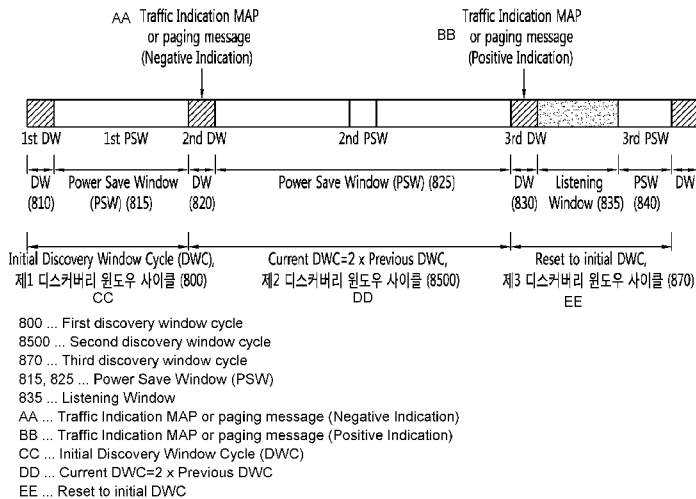 AA
Traffic Indication MAP
or paging message
(Negative Indication)
BB
Traffic Indication MAP
or paging message
(Positive Indication)
1st DW
1st PSW
2nd DW
2nd PSW
3rd DW
3rd PSW
DW
(810)
Power Save Window
(PSW) (815)
DW
(820)
Power Save Window (PSW) (825)
DW
(830)
Listening
Window (835)
PSW
(840)
DW
Initial Discovery Window Cycle (DWC),
제1 디스커버리 윈도우 사이클 (800)
CC
Current DWC=2 x Previous DWC,
제2 디스커버리 윈도우 사이클 (8500)
DD
Reset to initial DWC,
제3 디스커버리 윈도우 사이클 (870)
EE
800 ... First discovery window cycle
8500 ... Second discovery window cycle
870 ... Third discovery window cycle
815, 825 ... Power Save Window (PSW)
835 ... Listening Window
AA ... Traffic Indication MAP or paging message (Negative Indication)
BB ... Traffic Indication MAP or paging message (Positive Indication)
CC ... Initial Discovery Window Cycle (DWC)
DD ... Current DWC=2 x Previous DWC
EE ... Reset to initial DWC